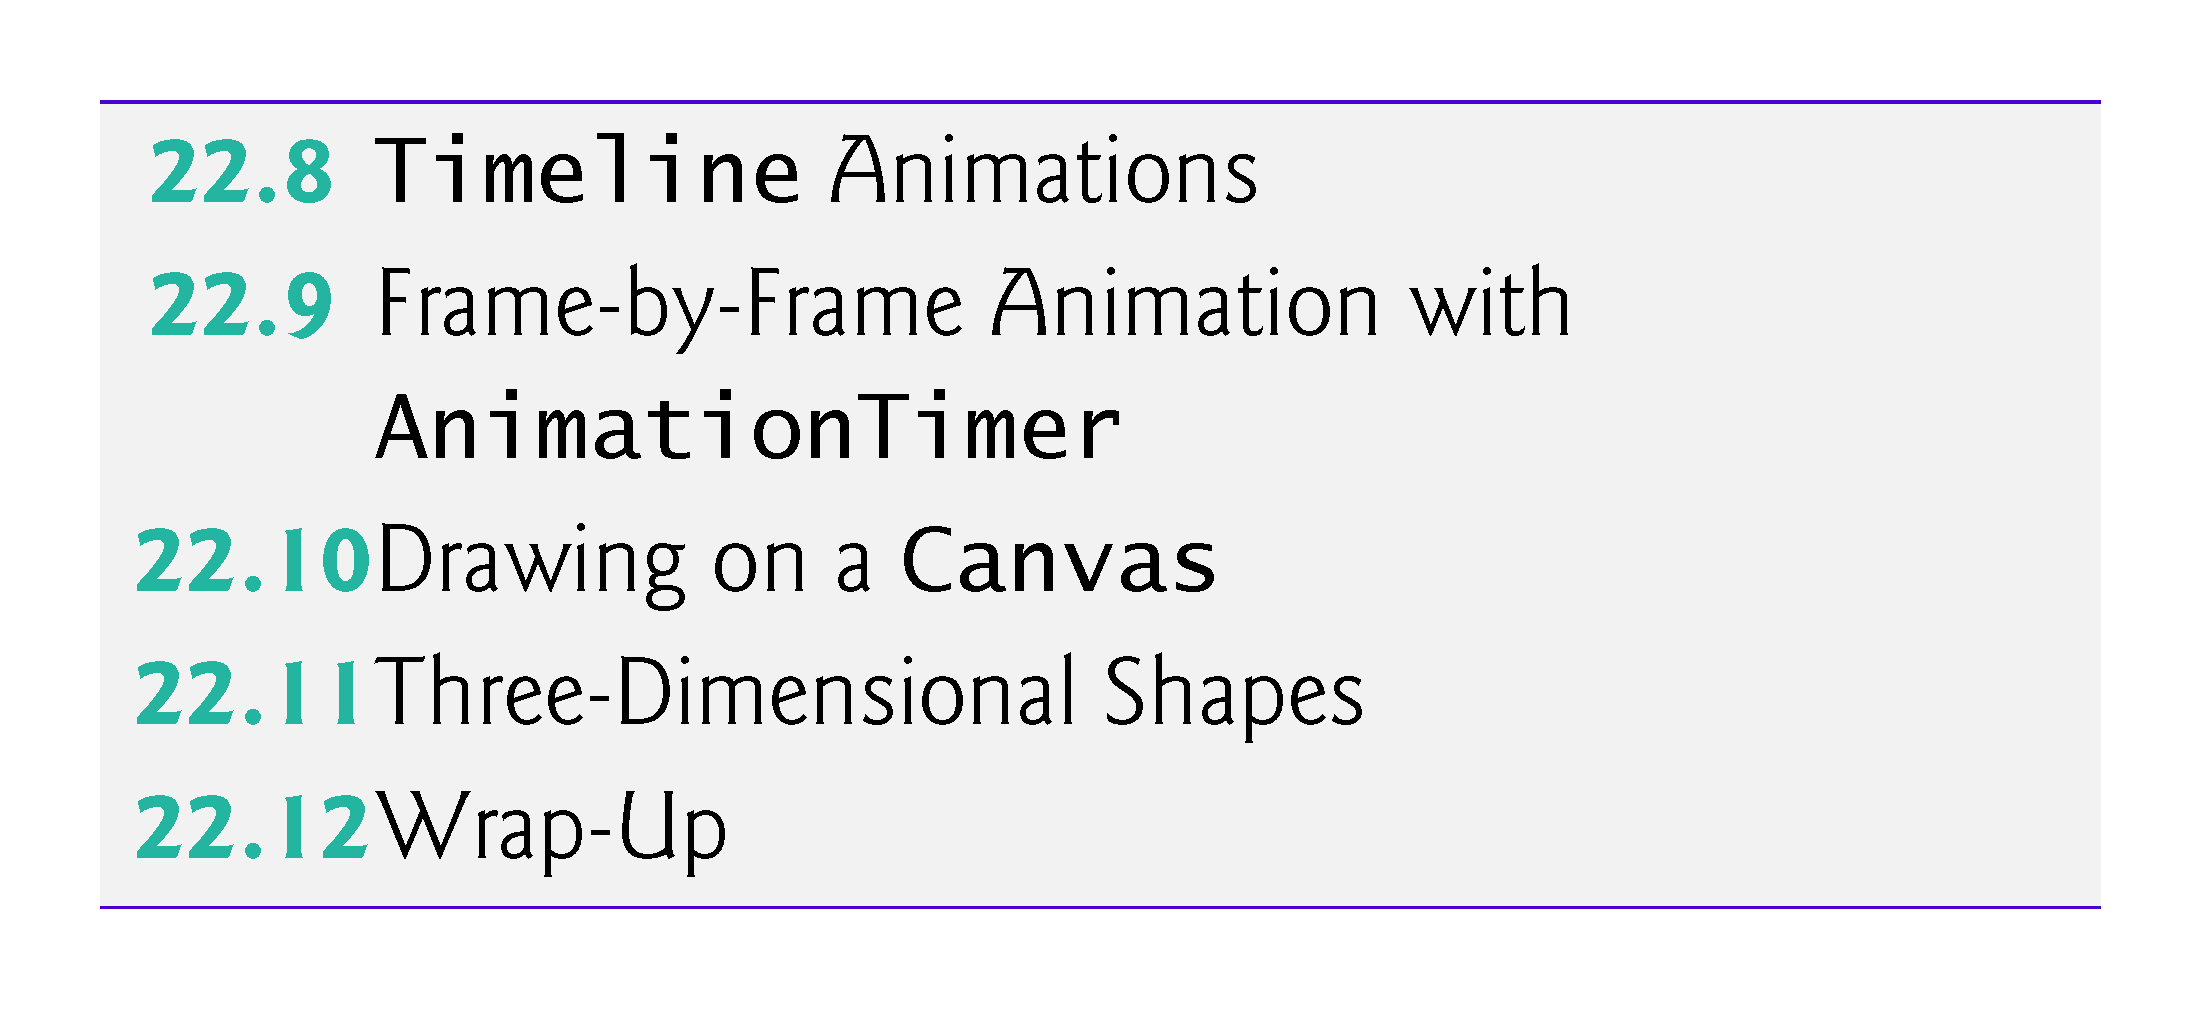 22.8 Timeline Animations
22.9 Frame-by-Frame Animation with
AnimationTimer
22.10 Drawing on a Canvas
22.11 Three-Dimensional Shapes
22.12 Wrap-Up